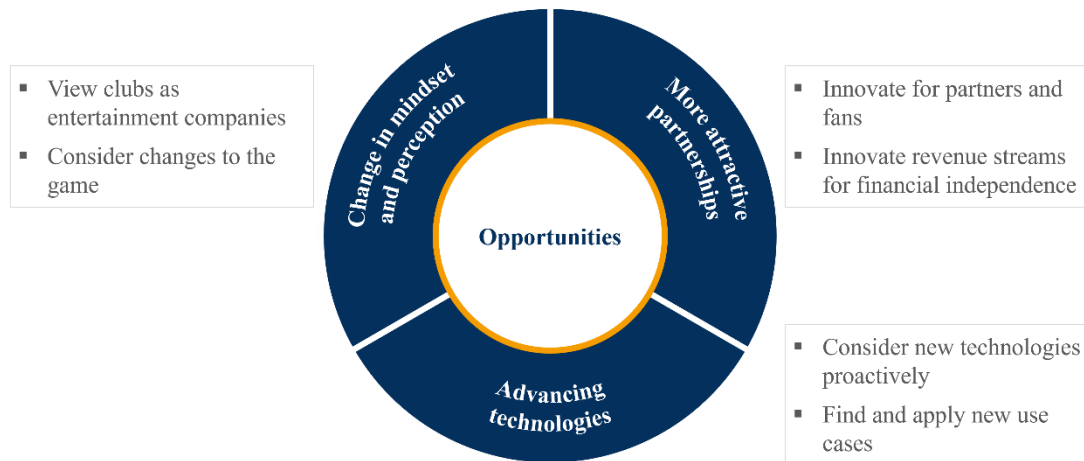 ▪ View clubs as
entertainment companies
▪ Consider changes to the
game
Change in mindset
and perception
More attractive
partnerships
▪ Innovate for partners and
fans
▪ Innovate revenue streams
for financial independence
Opportunities
Advancing
technologies
▪ Consider new technologies
proactively
▪ Find and apply new use
cases